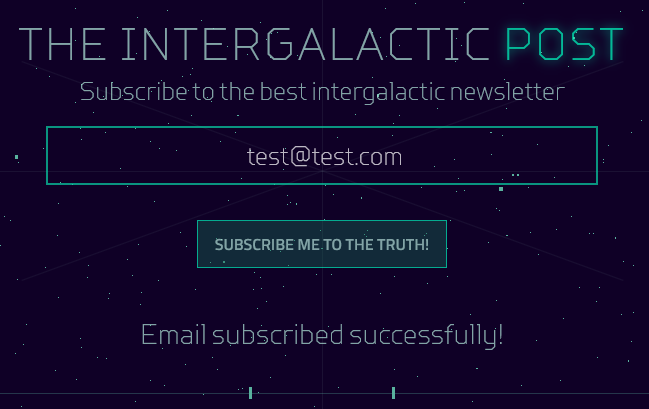 THE INTERGALACTIC POST
Subscribe to the best intergalactic newsletter
test@test.com
SUBSCRIBE ME TO THE TRUTH!
Email subscribed successfully!